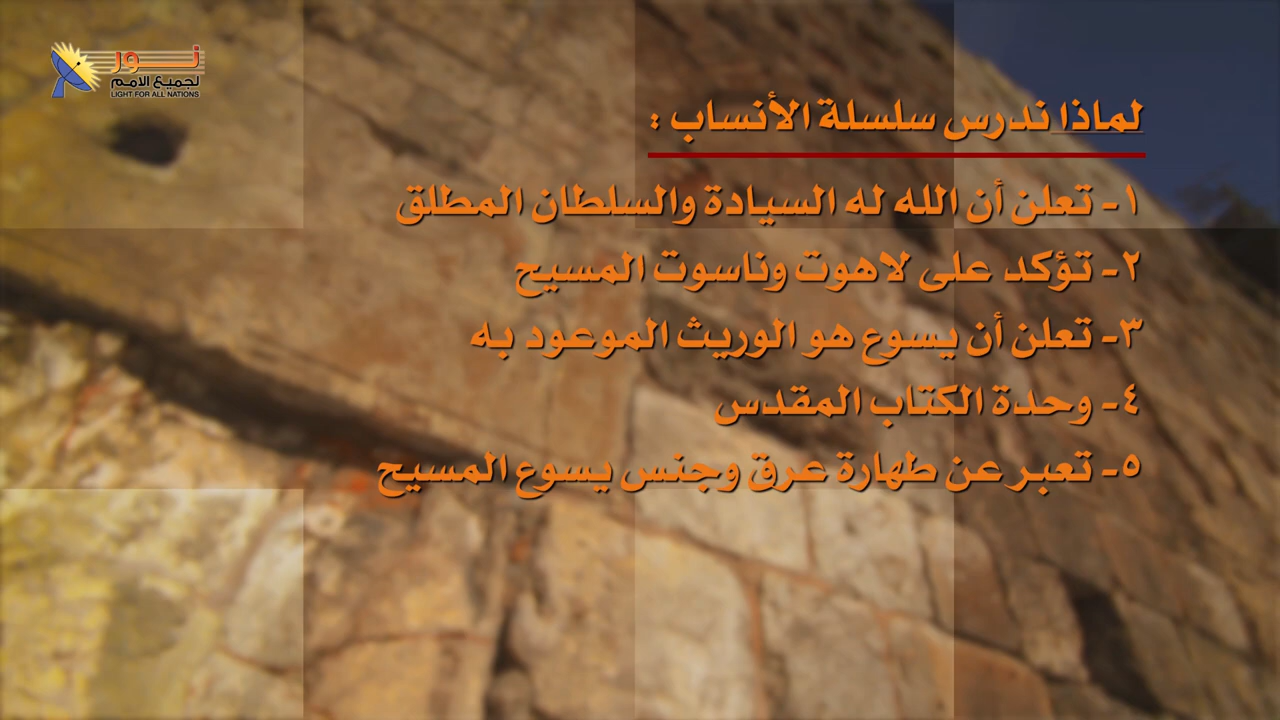 نور
لجميع الامم
LIGHT FOR ALL NATIONS
لماذا ندرس سلسلة الأنساب :
١- تعلن أن الله له السيادة والسلطان المطلق
٢- تؤكد على لاهوت وناسوت المسيح
٣- تعلن أن يسوع هو الوريث الموعود به
٤- وحدة الكتاب المقدس
٥- تعبر عن طهارة عرق وجنس يسوع المسيح